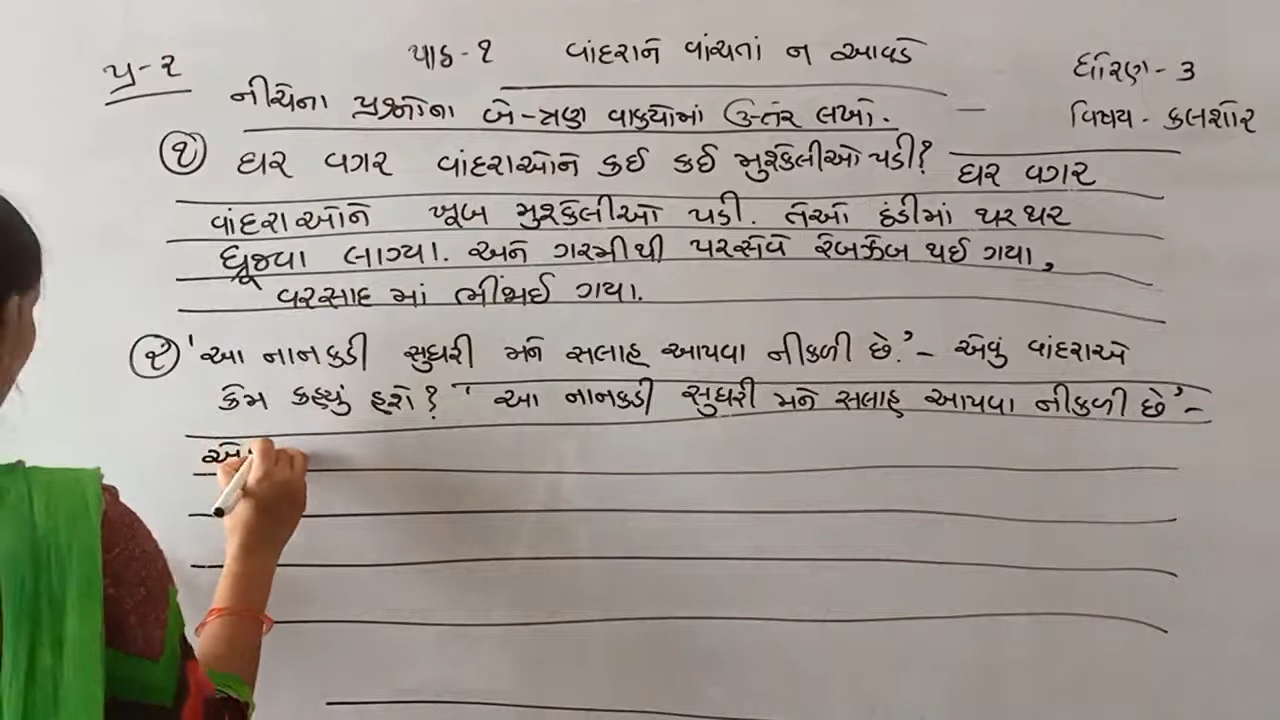 પાઠ-૧ વાંદરાને વાંચતાં ન આવડે
ધોરણ-3
પ્ર-૨
નીચેના પ્રશ્નોના બે-ત્રણ વાક્યોમાં ઉત્તર લખો.
વિષય- કલશોર
૧ ઘર વગર વાંદરાઓને કઈ કઈ મુશ્કેલીઓ પડી? ઘર વગર
વાંદરાઓને ખૂબ મુશ્કેલીઓ પડી. તેઓ ઠંડીમાં થરથર
ધ્રૂજવા લાગ્યા. અને ગરમીથી પરસેવે રેબઝેબ થઈ ગયા,
વરસાદ માં ભીંજાઈ ગયા.
૨ 'આ નાનકડી સુઘરી મને સલાહ આપવા નીકળી છે.'- એવું વાંદરાએ
કેમ કહ્યું હશે? 'આ નાનકડી સુઘરી મને સલાહ આપવા નીકળી છે'-